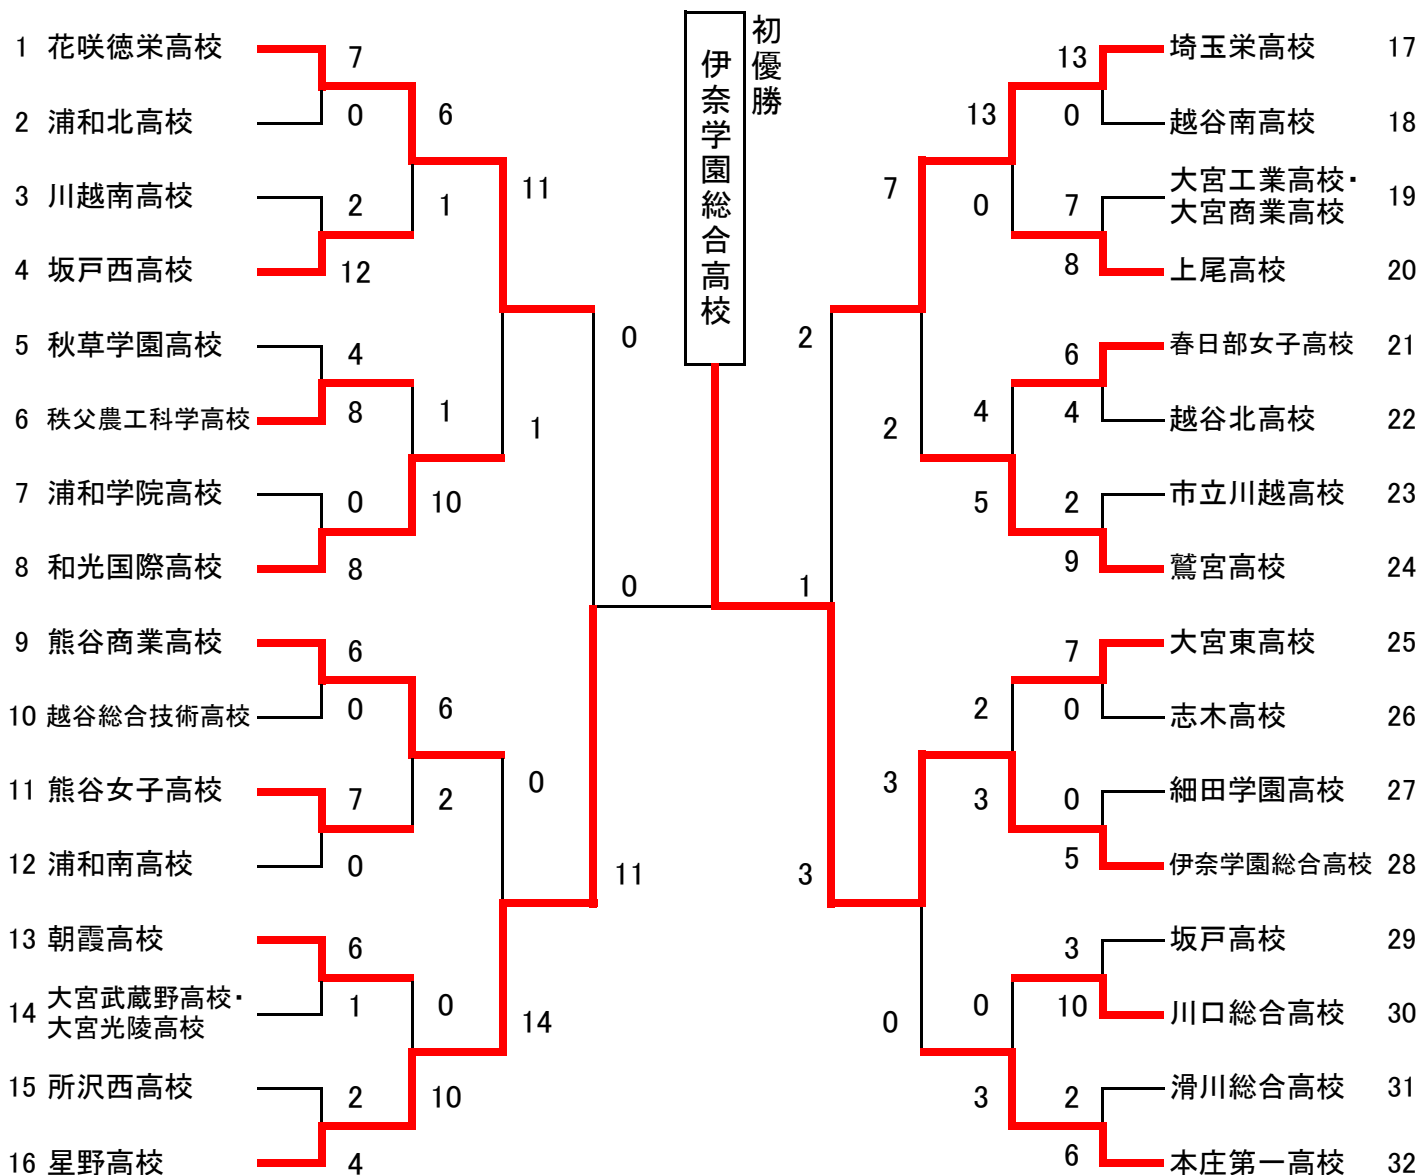 初優勝
伊奈学園総合高校
1 花咲徳栄高校
7
0
2 浦和北高校
6
1
3 川越南高校
2
12
4 坂戸西高校
11
1
5 秋草学園高校
4
8
6 秩父農工科学高校
1
10
7 浦和学院高校
0
8
8 和光国際高校
0
11
9 熊谷商業高校
6
0
10 越谷総合技術高校
6
2
11 熊谷女子高校
7
0
12 浦和南高校
0
14
13 朝霞高校
6
1
14 大宮武蔵野高校・
大宮光陵高校
0
10
15 所沢西高校
2
4
16 星野高校
0
1
埼玉栄高校 17
13
0
越谷南高校 18
13
0
大宮工業高校・
大宮商業高校 19
7
8
上尾高校 20
7
2
春日部女子高校 21
6
4
越谷北高校 22
4
5
市立川越高校 23
2
9
鷲宮高校 24
2
3
大宮東高校 25
7
0
志木高校 26
2
3
細田学園高校 27
0
5
伊奈学園総合高校 28
3
0
坂戸高校 29
3
10
川口総合高校 30
0
3
滑川総合高校 31
2
6
本庄第一高校 32